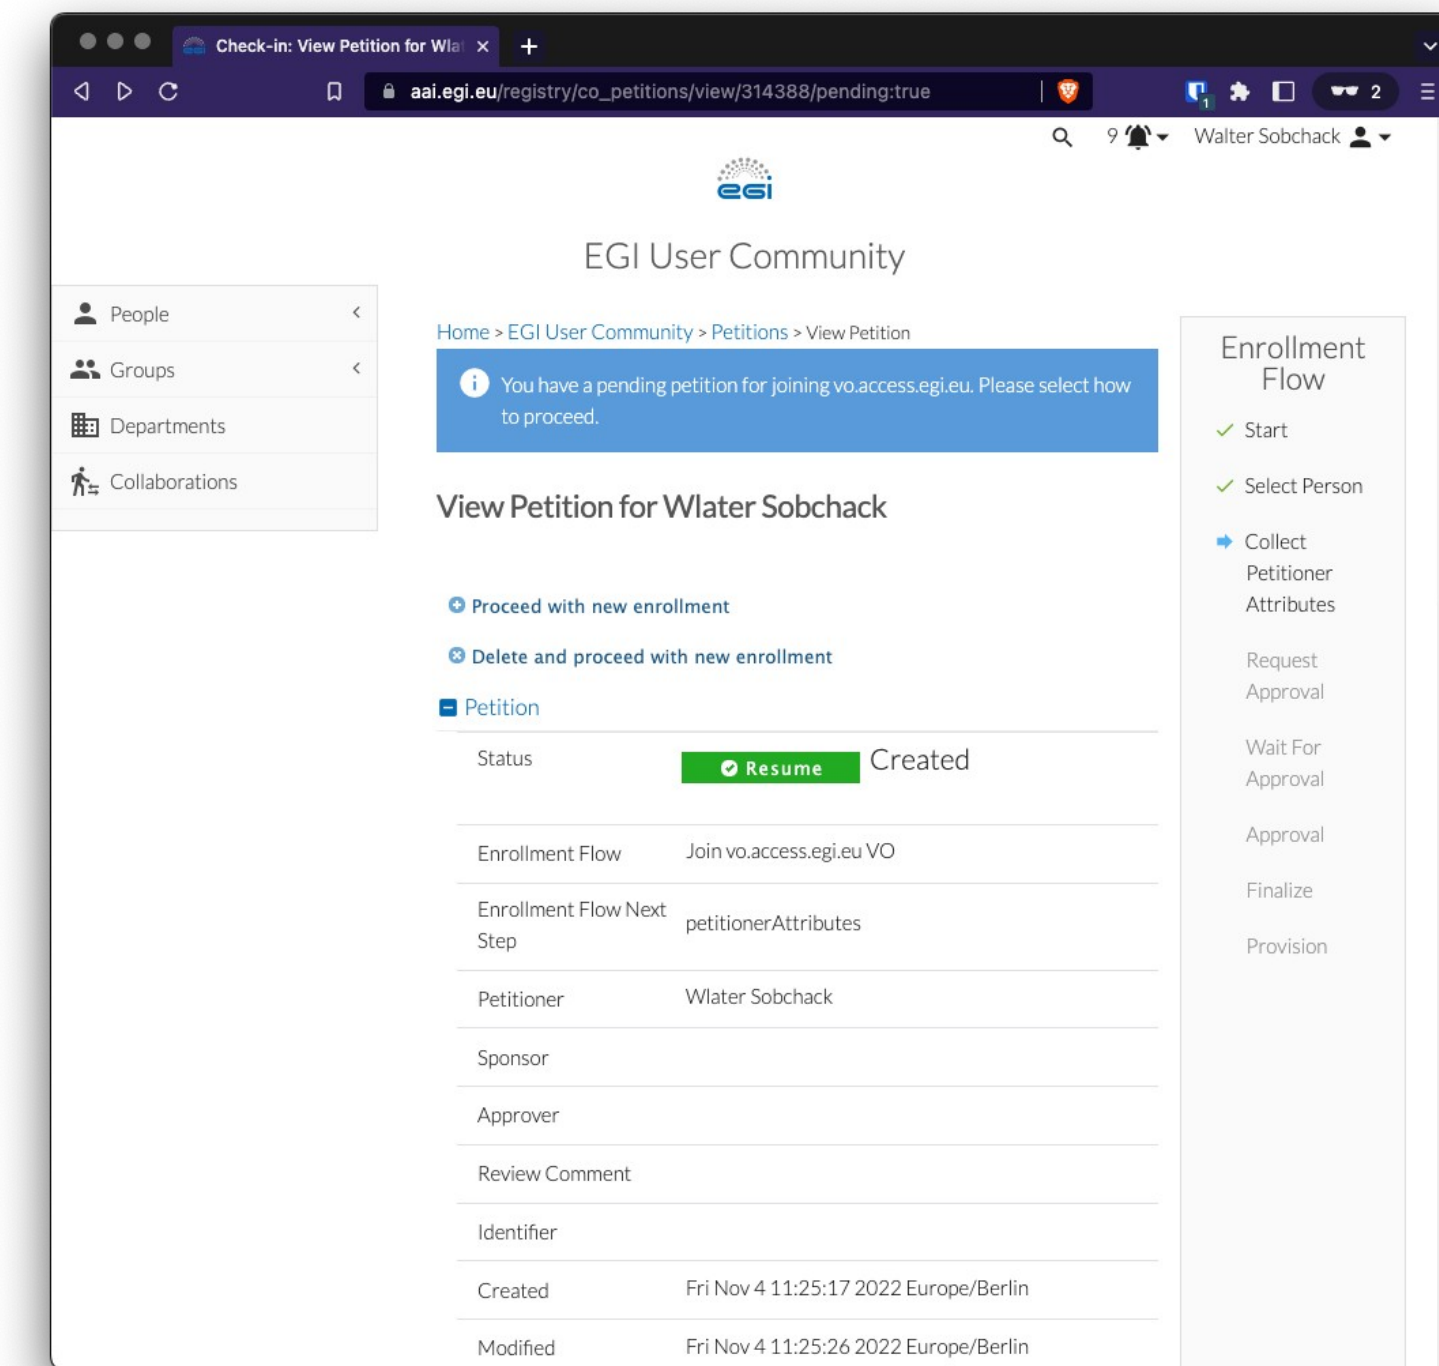 Check-in: View Petition for Wla
aai.egi.eu/registry/co_petitions/view/314388/pending:true
1
2
9
Walter Sobchack
egi
EGI User Community
People
Groups
Departments
Collaborations
Home > EGI User Community > Petitions > View Petition
You have a pending petition for joining vo.access.egi.eu. Please select how
to proceed.
View Petition for Wlater Sobchack
Proceed with new enrollment
Delete and proceed with new enrollment
Petition
Status Resume Created
Enrollment Flow Join vo.access.egi.eu VO
Enrollment Flow Next
Step
petitionerAttributes
Petitioner Wlater Sobchack
Sponsor
Approver
Review Comment
Identifier
Created Fri Nov 4 11:25:17 2022 Europe/Berlin
Modified Fri Nov 4 11:25:26 2022 Europe/Berlin
Enrollment
Flow
Start
Select Person
Collect
Petitioner
Attributes
Request
Approval
Wait For
Approval
Approval
Finalize
Provision